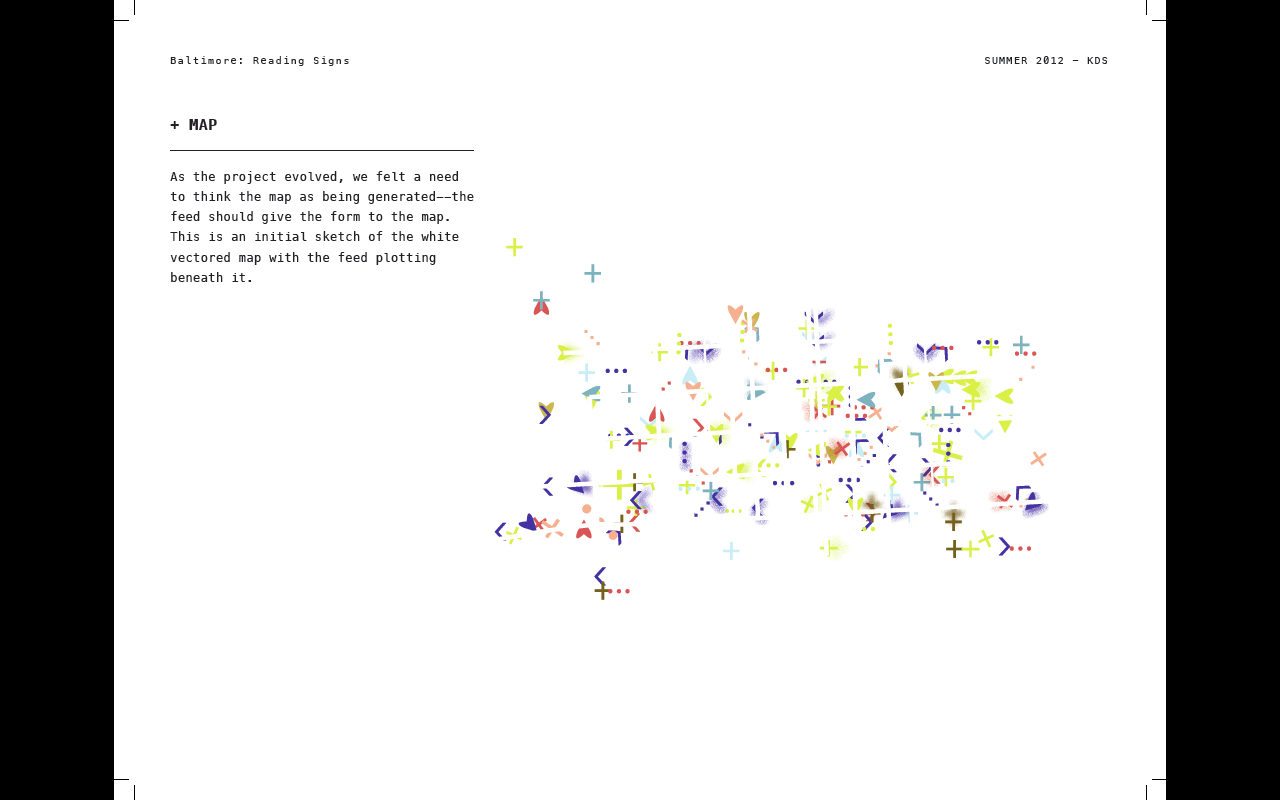 Baltimore: Reading Signs
SUMMER 2012 – KDS
+ MAP
As the project evolved, we felt a need
to think the map as being generated––the
feed should give the form to the map.
This is an initial sketch of the white
vectored map with the feed plotting
beneath it.